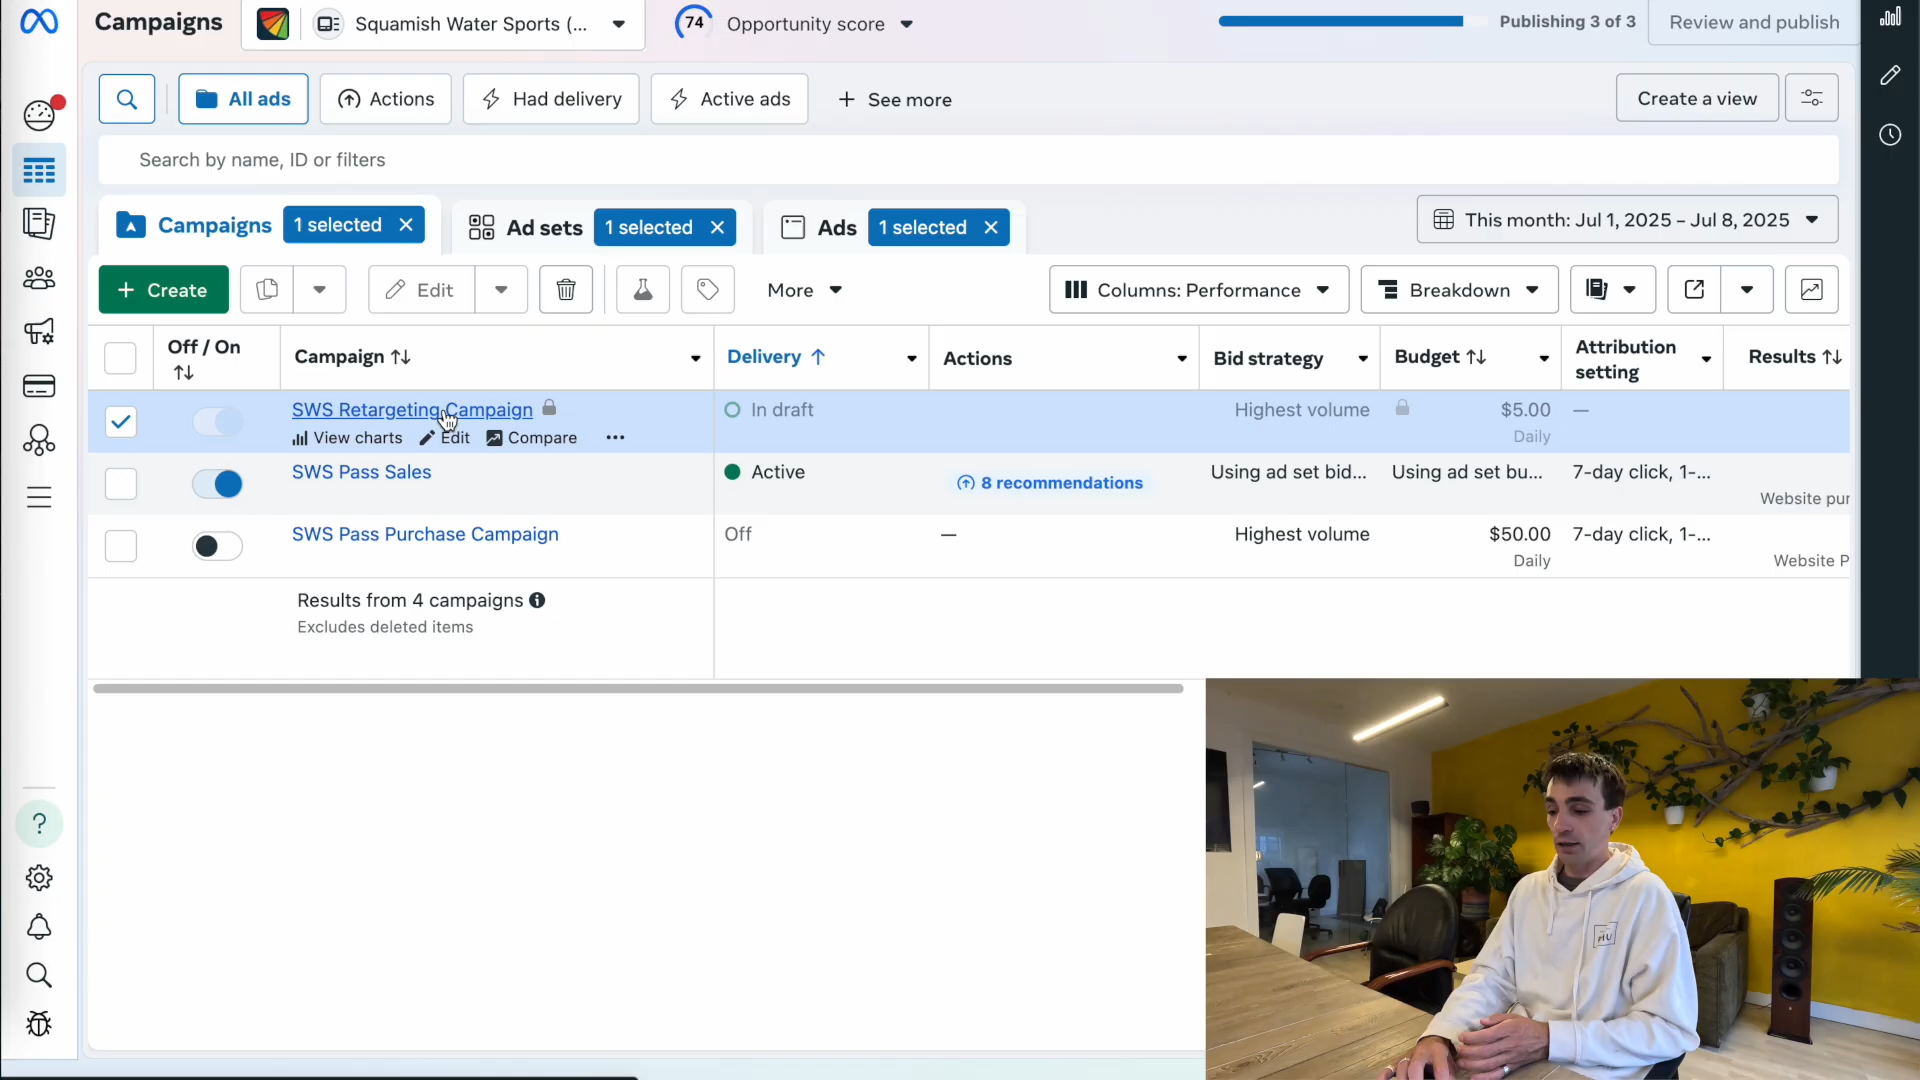 Campaigns
Squamish Water Sports (...
74
Opportunity score
Publishing 3 of 3
Review and publish
All ads
Actions
Had delivery
Active ads
+ See more
Create a view
Search by name, ID or filters
Campaigns
1 selected
Ad sets
1 selected
Ads
1 selected
This month: Jul 1, 2025 – Jul 8, 2025
+ Create
Edit
More
Columns: Performance
Breakdown
Off / On
Campaign
Delivery
Actions
Bid strategy
Budget
Attribution
setting
Results
SWS Retargeting Campaign
View charts
Edit
Compare
...
In draft
Highest volume
$5.00
Daily
—
SWS Pass Sales
Active
8 recommendations
Using ad set bid...
Using ad set bu...
7-day click, 1-...
Website pur
SWS Pass Purchase Campaign
Off
—
Highest volume
$50.00
Daily
7-day click, 1-...
Website P
Results from 4 campaigns
Excludes deleted items
?